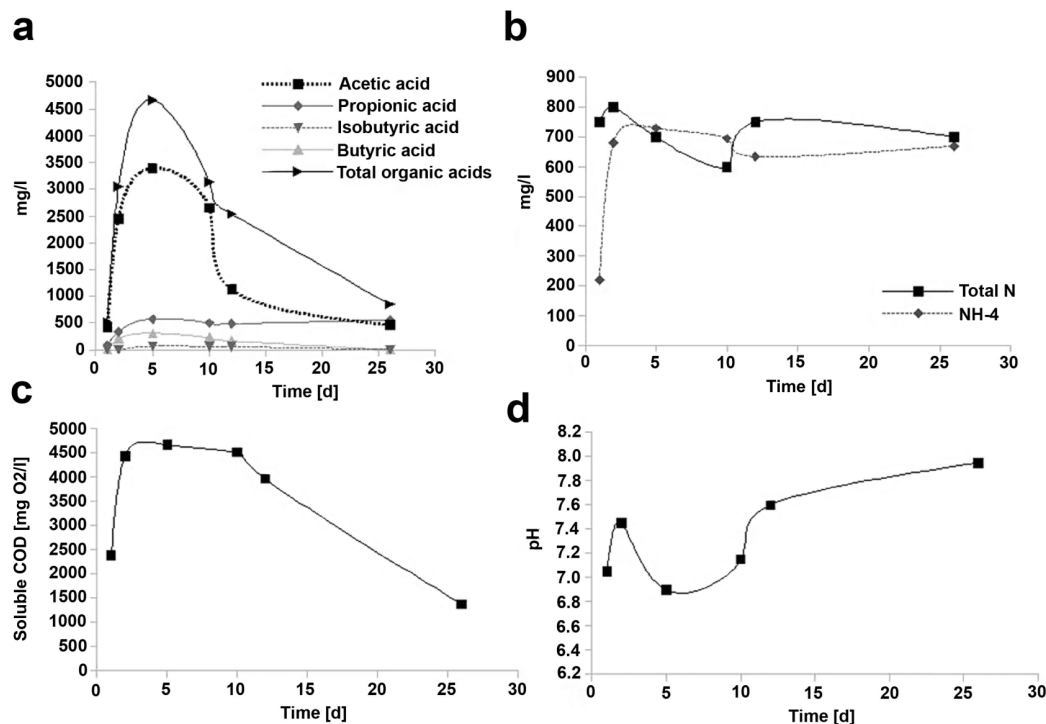 a
5000
4500
4000
3500
3000
2500
2000
1500
1000
500
0
mg/l
0 5 10 15 20 25 30
Time [d]
Acetic acid
Propionic acid
Isobutyric acid
Butyric acid
Total organic acids
b
900
800
700
600
500
400
300
200
100
0
mg/l
0 5 10 15 20 25 30
Time [d]
Total N
NH-4
c
5000
4500
4000
3500
3000
2500
2000
1500
1000
500
0
Soluble COD [mg O2/l]
0 5 10 15 20 25 30
Time [d]
d
8.2
8.0
7.8
7.6
7.4
7.2
7.0
6.8
6.6
6.4
6.2
pH
0 5 10 15 20 25 30
Time [d]